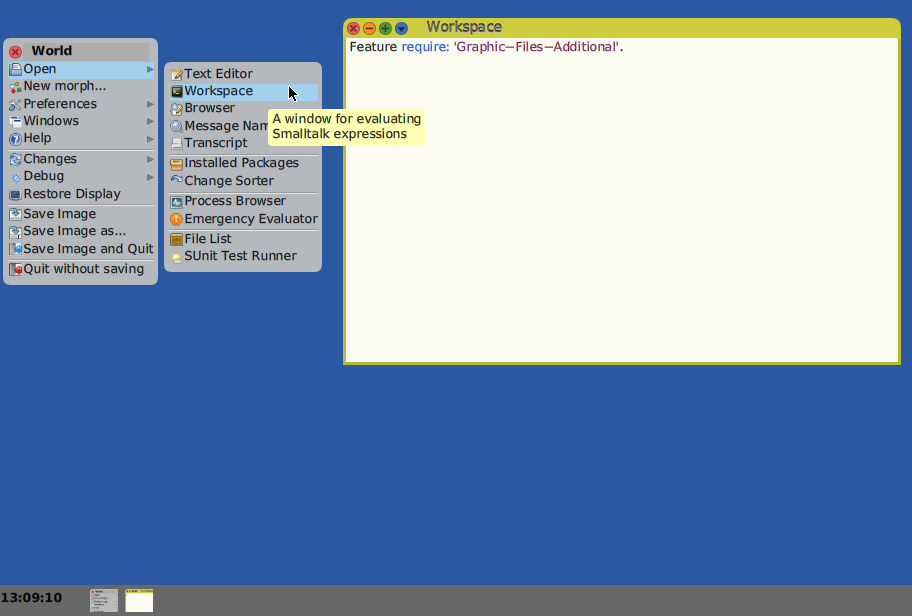 World
Open
New morph...
Preferences
Windows
Help
Changes
Debug
Restore Display
Save Image
Save Image as...
Save Image and Quit
Quit without saving
Text Editor
Workspace
Browser
Message Nam
Transcript
Installed Packages
Change Sorter
Process Browser
Emergency Evaluator
File List
SUnit Test Runner
A window for evaluating
Smalltalk expressions
Workspace
Feature require: 'Graphic-Files-Additional'.
13:09:10